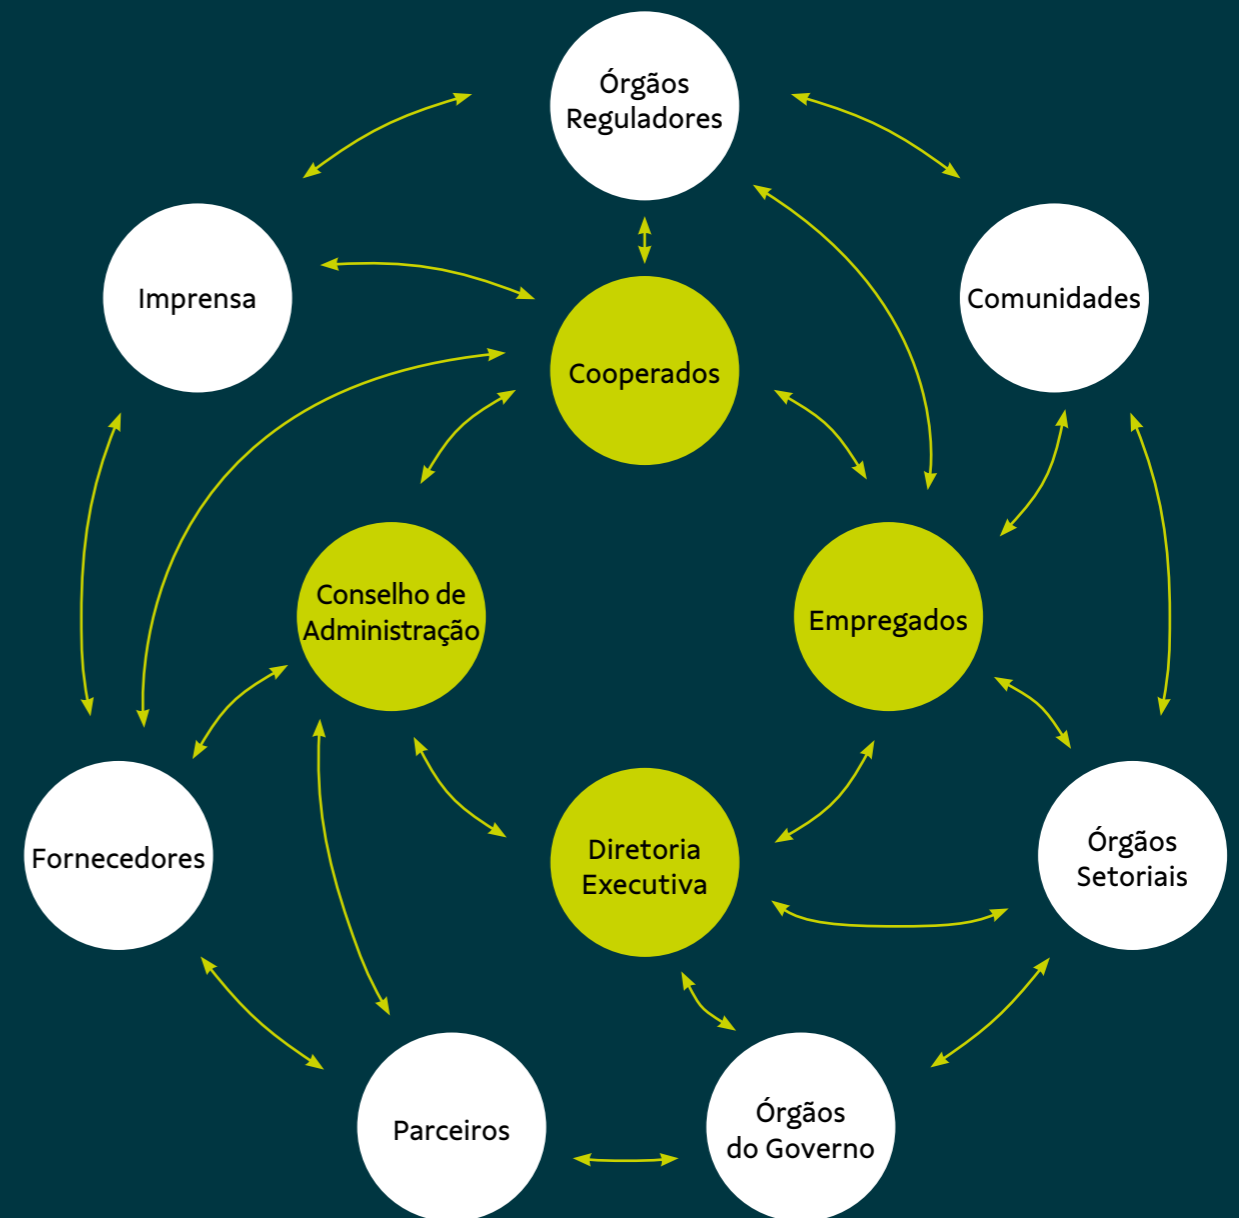 Órgãos
Reguladores
Imprensa
Comunidades
Cooperados
Conselho de
Administração
Empregados
Fornecedores
Diretoria
Executiva
Órgãos
Setoriais
Parceiros
Órgãos
do Governo